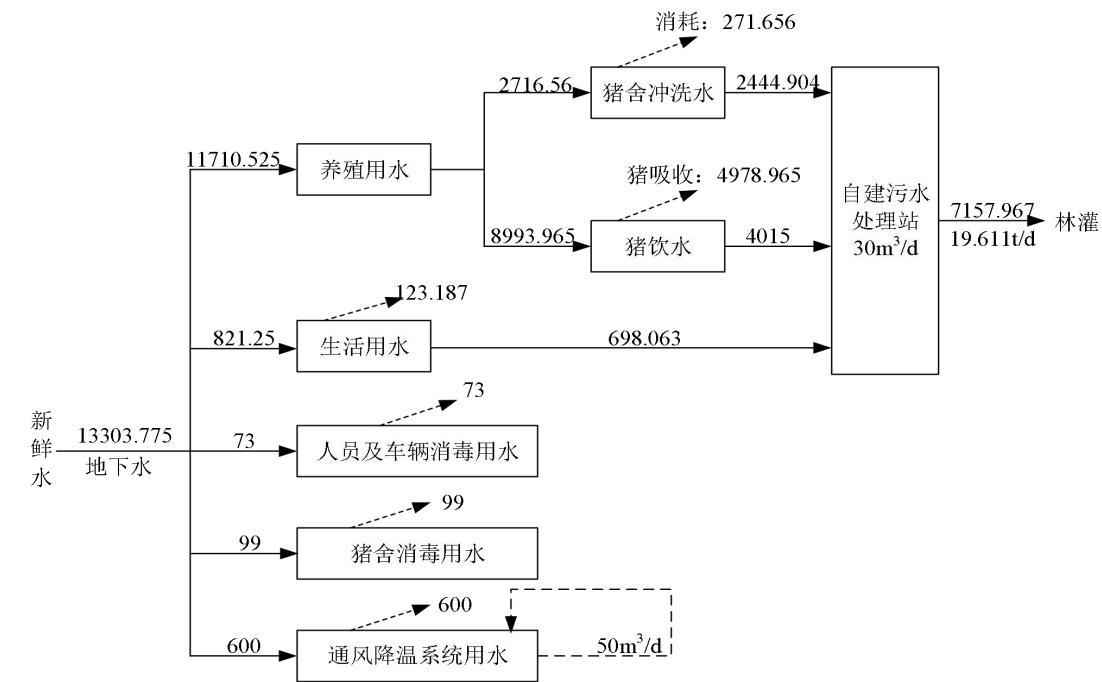 消耗：271.656
2716.56
猪舍冲洗水
2444.904
11710.525
养殖用水
猪吸收：4978.965
自建污水
处理站
30m³/d
7157.967
19.611t/d
林灌
8993.965
猪饮水
4015
123.187
821.25
生活用水
698.063
新
鲜
水
13303.775
地下水
73
73
人员及车辆消毒用水
99
99
猪舍消毒用水
600
600
通风降温系统用水
50m³/d